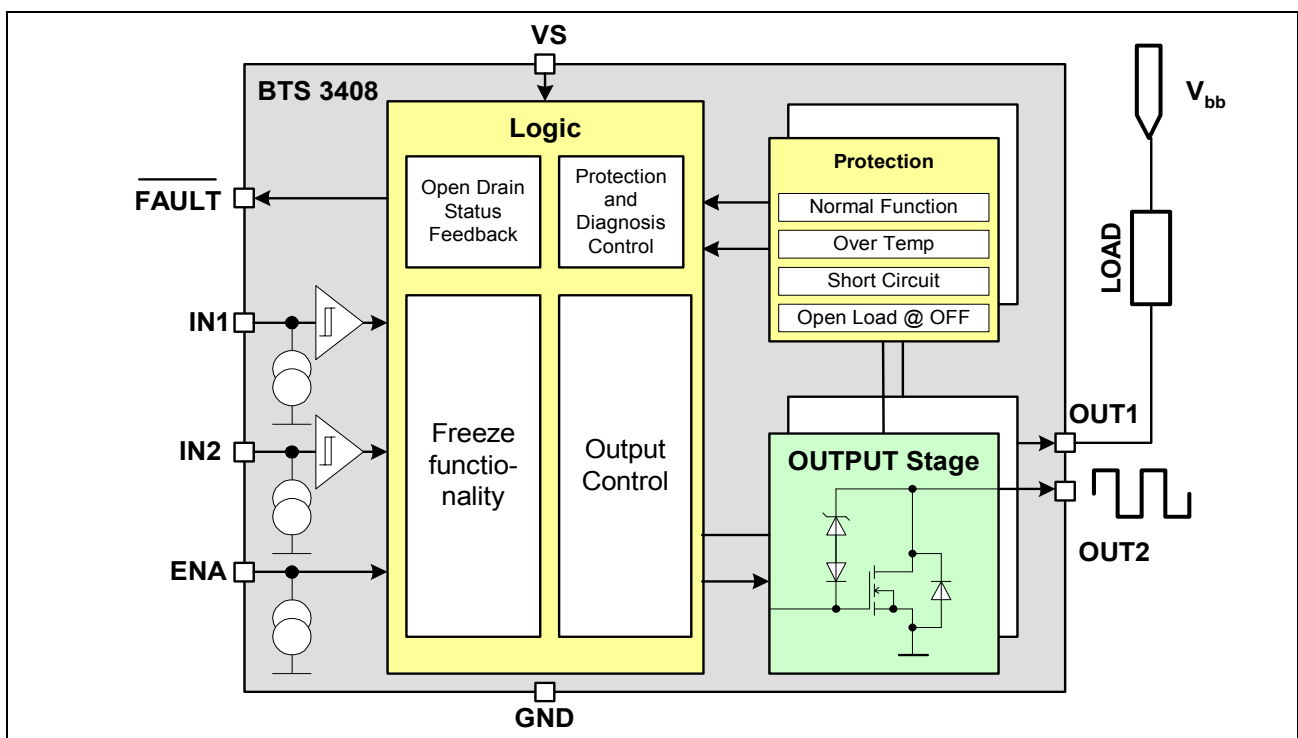 VS
BTS 3408
V_bb
Logic
Protection
Open Drain
Status
Feedback
Protection
and
Diagnosis
Control
FAULT
Normal Function
Over Temp
Short Circuit
Open Load @ OFF
LOAD
IN1
IN2
ENA
Freeze
functio-
nality
Output
Control
OUTPUT Stage
OUT1
OUT2
GND